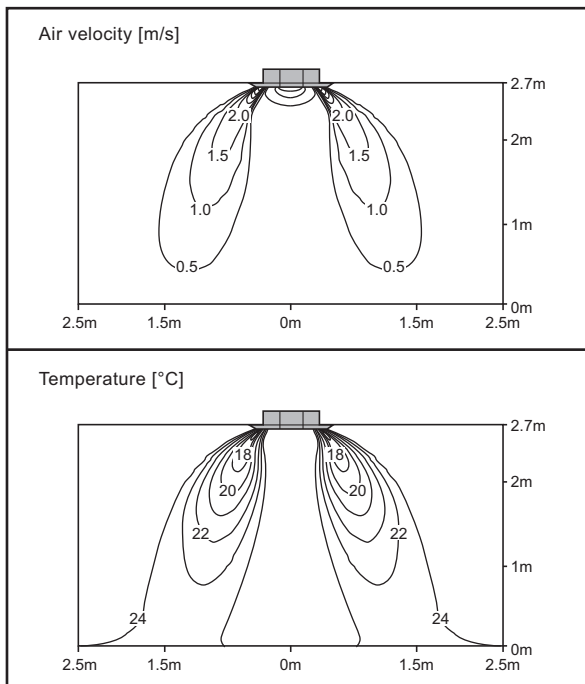 Air velocity [m/s]
2.7m
2.0 2.0
2m
1.5 1.5
1.0 1.0
1m
0.5 0.5
0m
2.5m 1.5m 0m 1.5m 2.5m
Temperature [°C]
2.7m
18 18
2m
20 20
22 22
1m
24 24
0m
2.5m 1.5m 0m 1.5m 2.5m